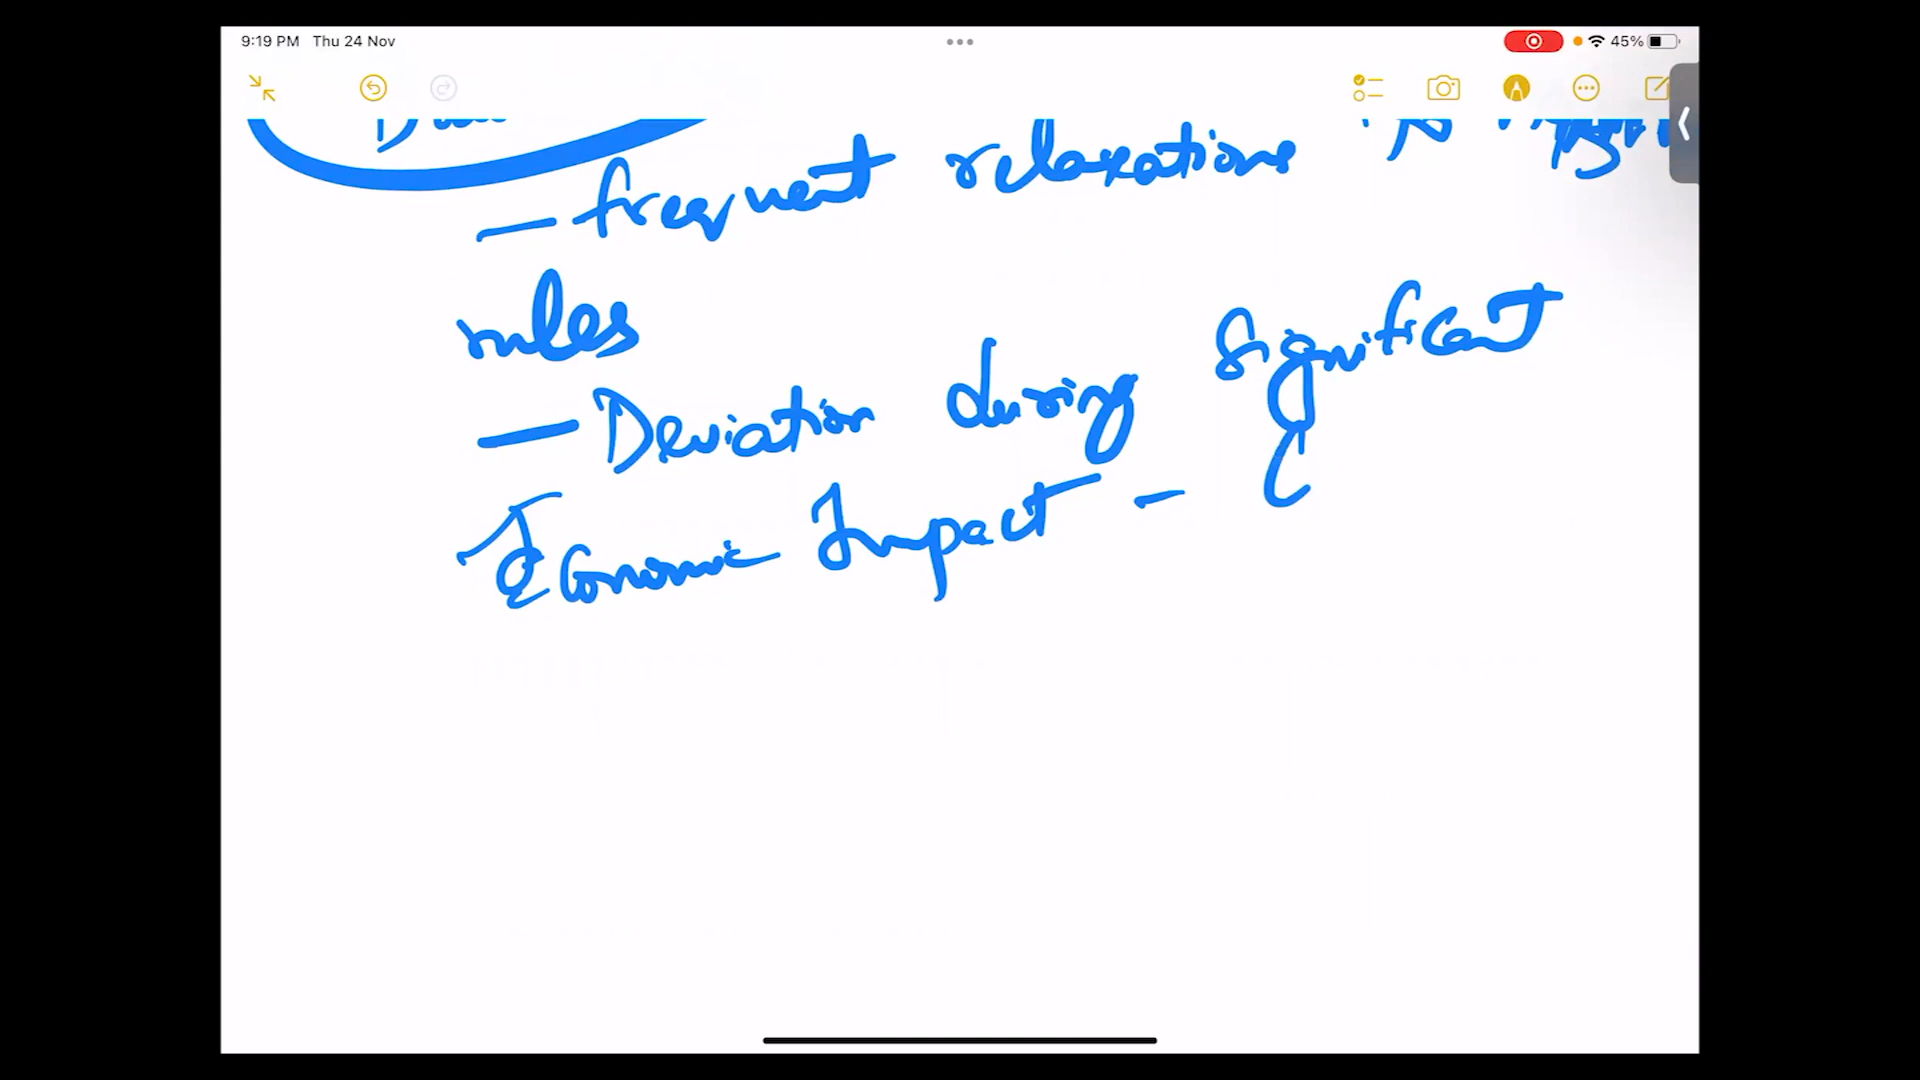 9:19 PM Thu 24 Nov
45%
- frequent relaxations
rules
- Deviation during significant
Economic Impact -